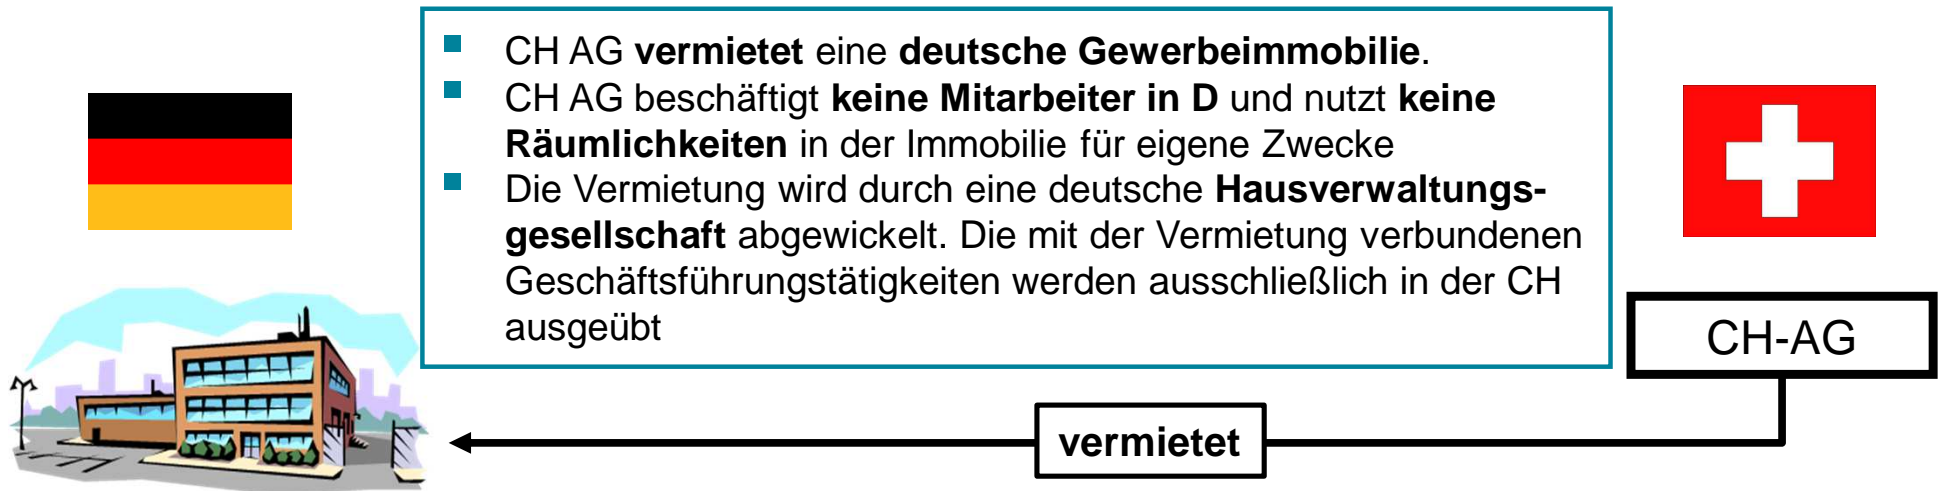 CH AG vermietet eine deutsche Gewerbeimmobilie.
CH AG beschäftigt keine Mitarbeiter in D und nutzt keine
Räumlichkeiten in der Immobilie für eigene Zwecke
Die Vermietung wird durch eine deutsche Hausverwaltungs-
gesellschaft abgewickelt. Die mit der Vermietung verbundenen
Geschäftsführungstätigkeiten werden ausschließlich in der CH
ausgeübt
CH-AG
vermietet